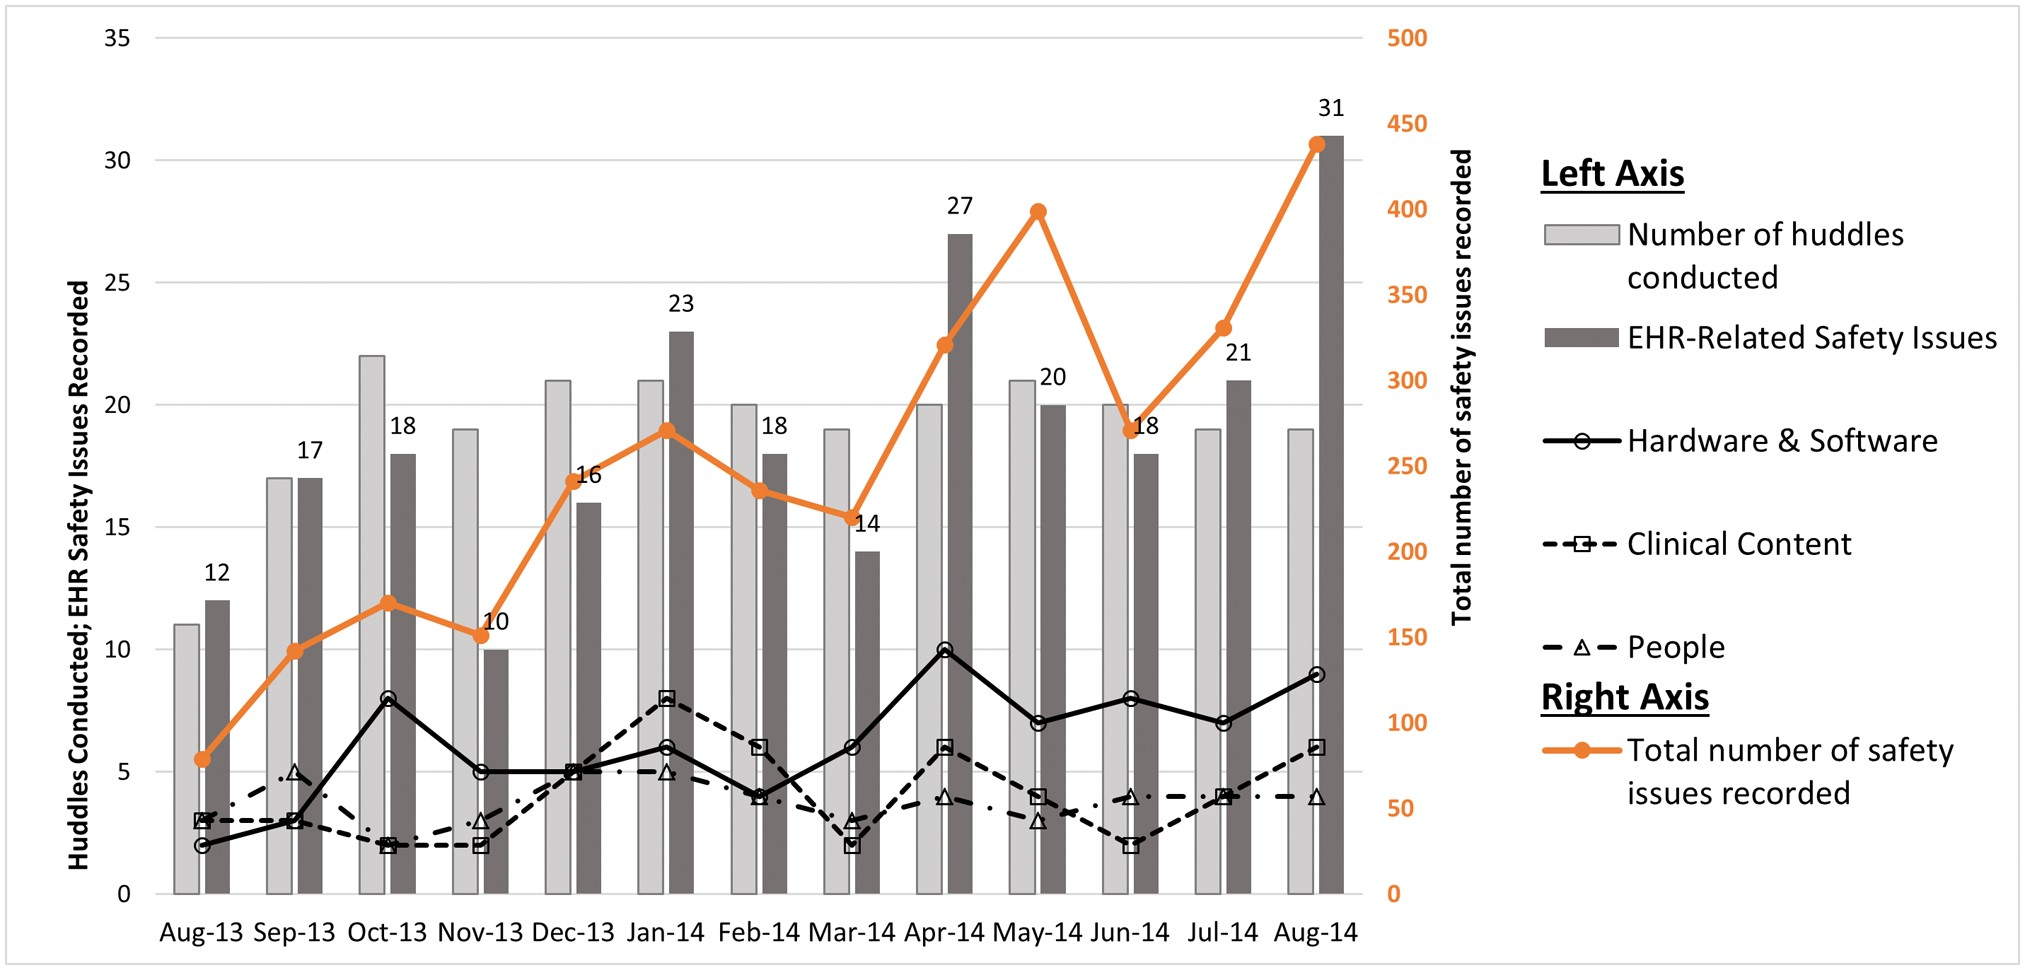 35
30
25
20
15
10
5
0
Huddles Conducted; EHR Safety Issues Recorded
12
17
18
10
16
23
18
14
27
20
18
21
31
Aug-13 Sep-13 Oct-13 Nov-13 Dec-13 Jan-14 Feb-14 Mar-14 Apr-14 May-14 Jun-14 Jul-14 Aug-14
500
450
400
350
300
250
200
150
100
50
0
Total number of safety issues recorded
Left Axis
Number of huddles
conducted
EHR-Related Safety Issues
Hardware & Software
Clinical Content
People
Right Axis
Total number of safety
issues recorded